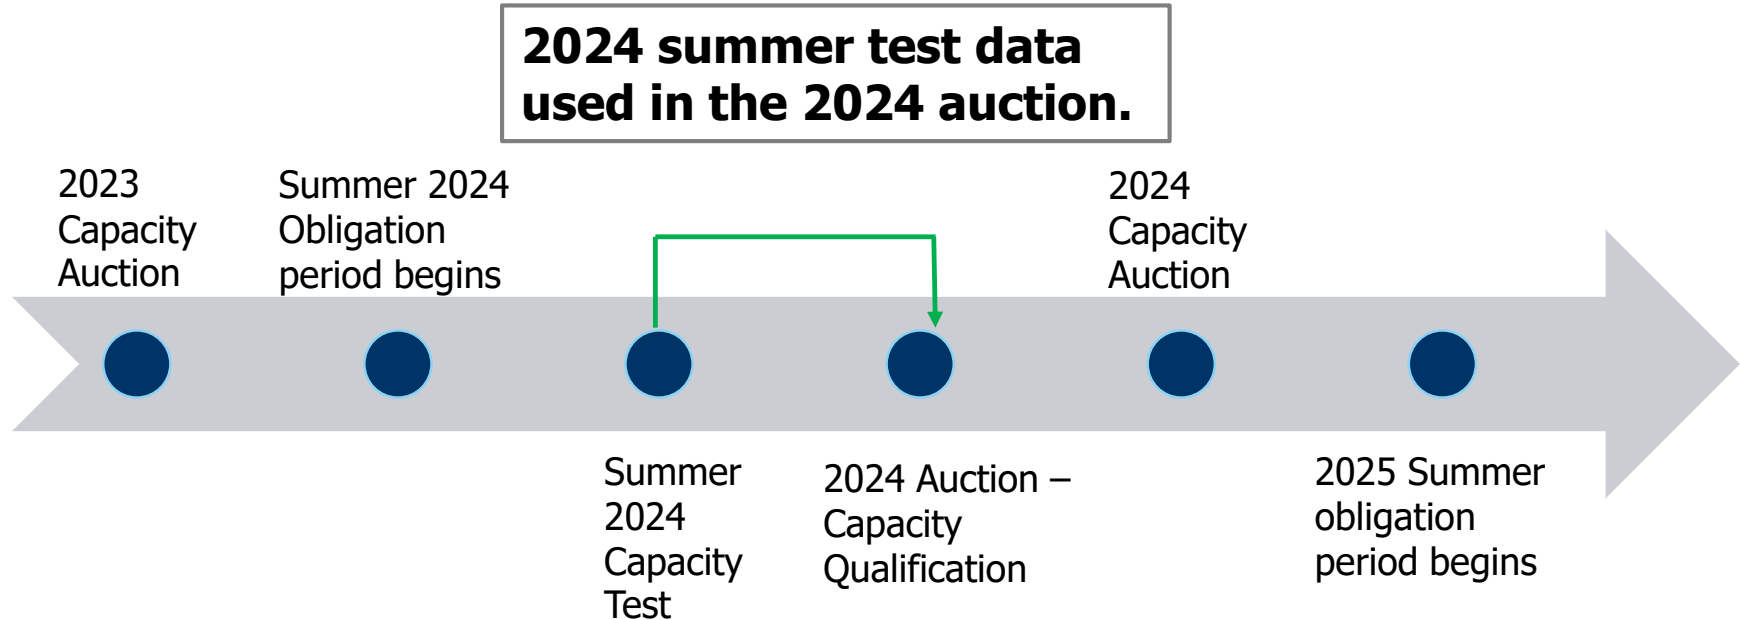 2024 summer test data
used in the 2024 auction.
2023
Capacity
Auction
Summer 2024
Obligation
period begins
2024
Capacity
Auction
Summer
2024
Capacity
Test
2024 Auction –
Capacity
Qualification
2025 Summer
obligation
period begins